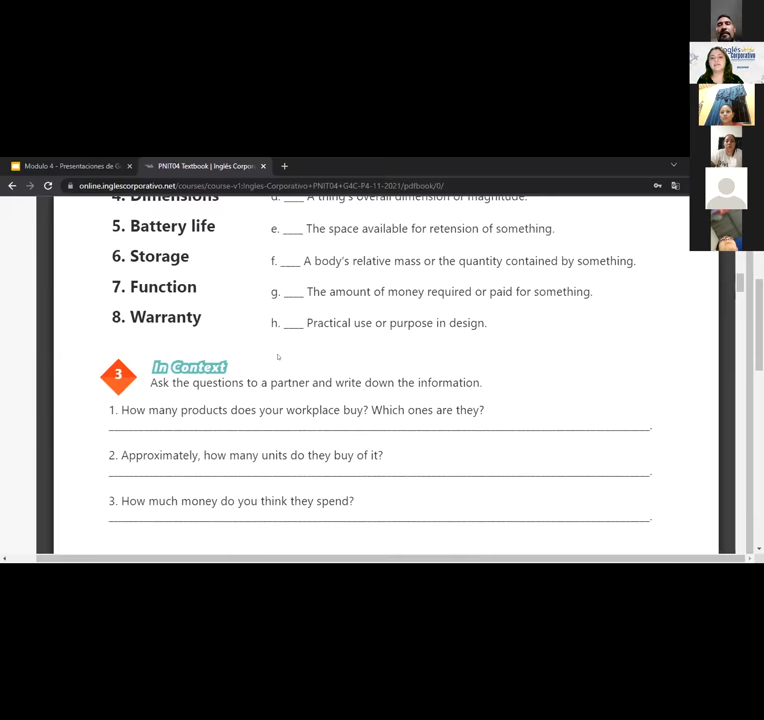 Modulo 4 - Presentaciones de G
PNIT04 Textbook | Inglés Corpor
online.inglescorporativo.net/courses/course-v1:Ingles-Corporativo+PNIT04+G4C-P4-11-2021/pdfbook/0/
Inglés
Corporativo
4. Dimensions
d. ____ A thing's overall dimension or magnitude.
5. Battery life
e. ____ The space available for retention of something.
6. Storage
f. ____ A body's relative mass or the quantity contained by something.
7. Function
g. ____ The amount of money required or paid for something.
8. Warranty
h. ____ Practical use or purpose in design.
3
In Context
Ask the questions to a partner and write down the information.
1. How many products does your workplace buy? Which ones are they?
2. Approximately, how many units do they buy of it?
3. How much money do you think they spend?